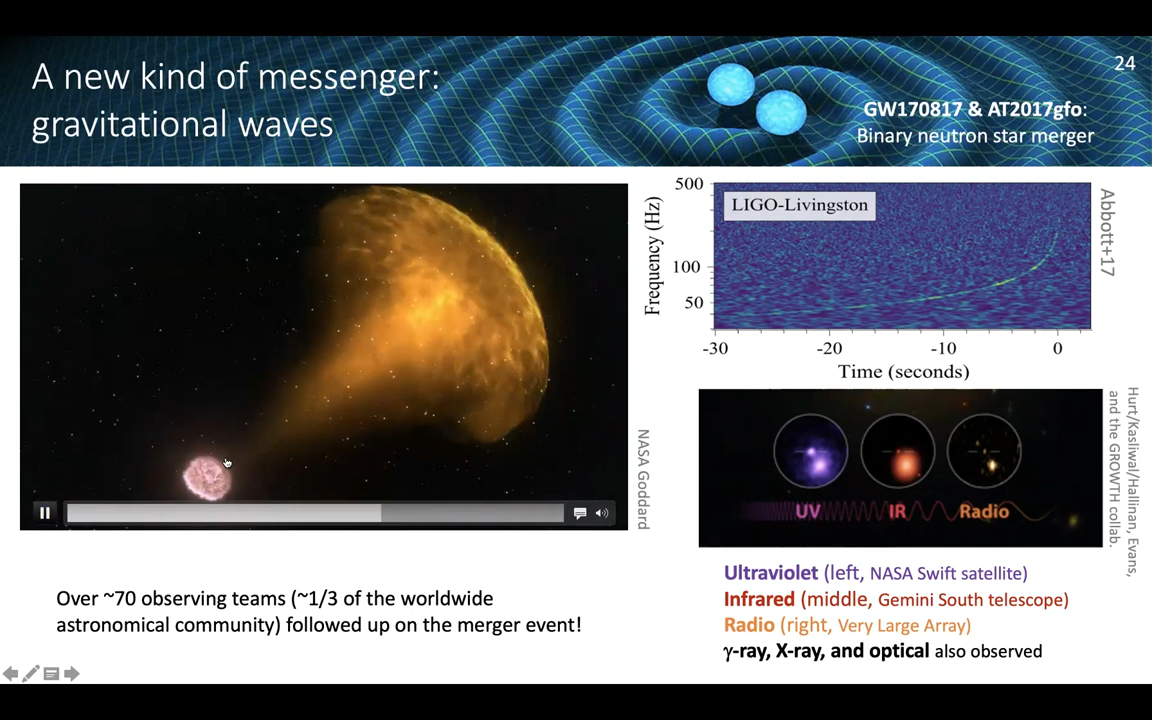 A new kind of messenger:
gravitational waves
24
GW170817 & AT2017gfo:
Binary neutron star merger
NASA Goddard
LIGO-Livingston
Frequency (Hz)
500
100
50
-30
-20
-10
0
Time (seconds)
Abbott+17
UV
IR
Radio
Hurt/Kasliwal/Hallinan, Evans,
and the GROWTH collab.
Over ~70 observing teams (~1/3 of the worldwide
astronomical community) followed up on the merger event!
Ultraviolet (left, NASA Swift satellite)
Infrared (middle, Gemini South telescope)
Radio (right, Very Large Array)
γ-ray, X-ray, and optical also observed